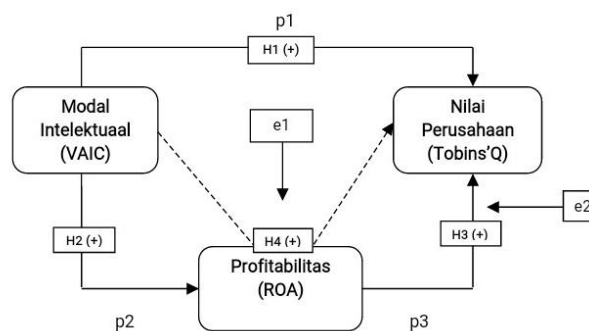 p1
H1 (+)
Modal
Intelektuaal
(VAIC)
Nilai
Perusahaan
(Tobins'Q)
e1
e2
H2 (+)
H4 (+)
H3 (+)
Profitabilitas
(ROA)
p2
p3